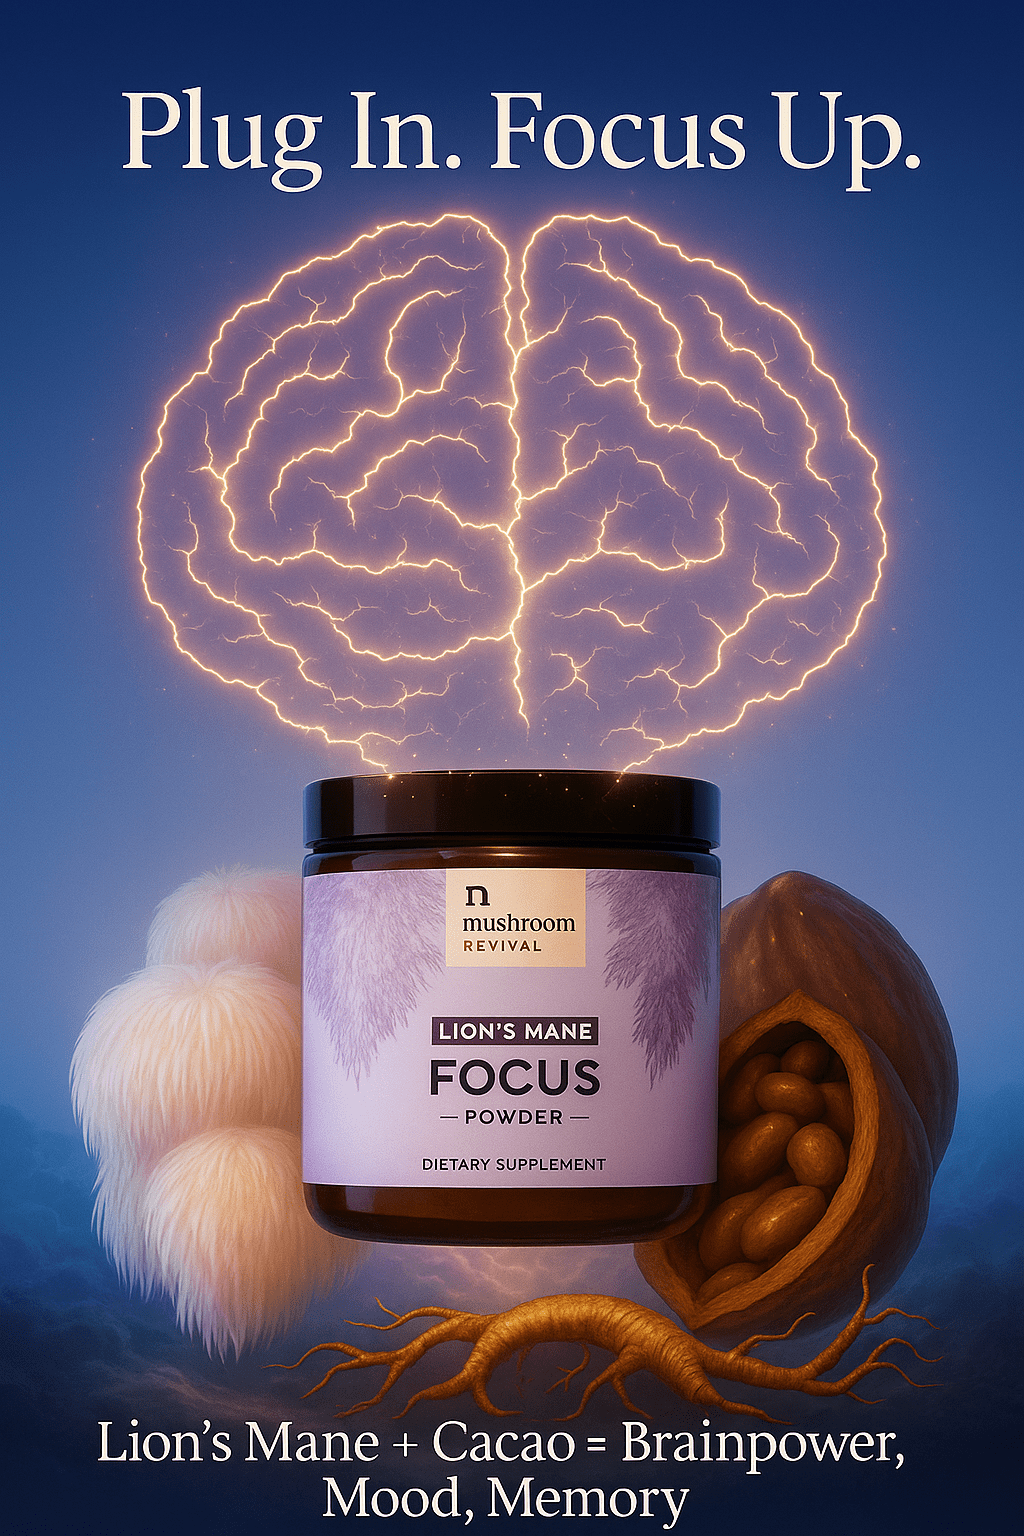 Plug In. Focus Up.
n
mushroom
REVIVAL
LION'S MANE
FOCUS
— POWDER —
DIETARY SUPPLEMENT
Lion's Mane + Cacao = Brainpower,
Mood, Memory